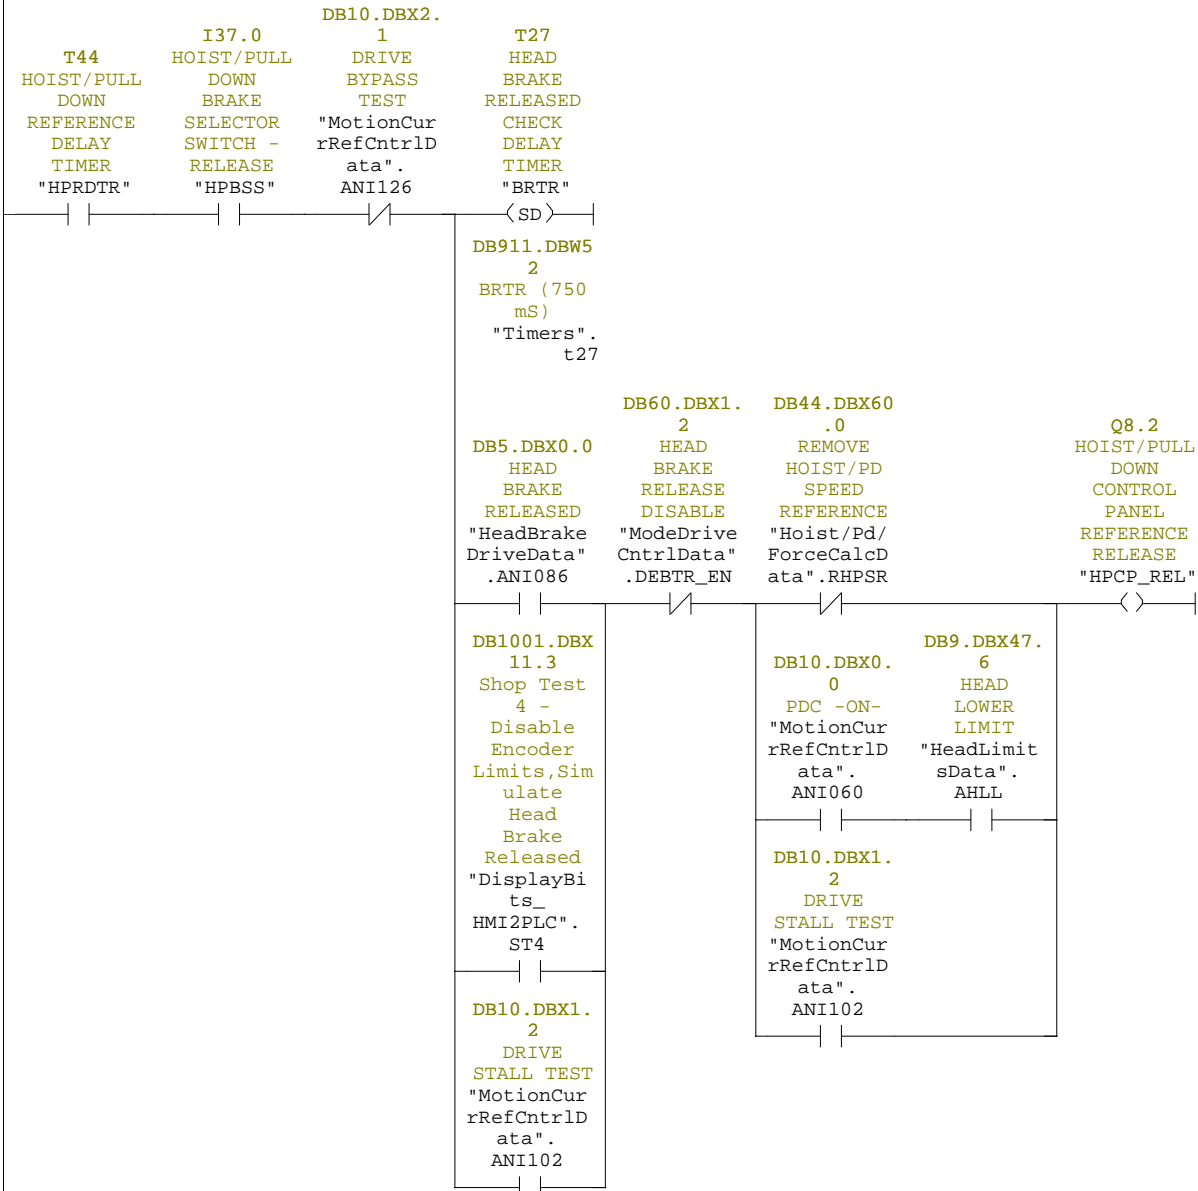 T44
HOIST/PULL
DOWN
REFERENCE
DELAY
TIMER
"HPRDTR"
I37.0
HOIST/PULL
DOWN
BRAKE
SELECTOR
SWITCH -
RELEASE
"HPBSS"
DB10.DBX2.
1
DRIVE
BYPASS
TEST
"MotionCur
rRefCntrlD
ata".
ANI126
T27
HEAD
BRAKE
RELEASED
CHECK
DELAY
TIMER
"BRTR"
SD
DB911.DBW5
2
BRTR (750
mS)
"Timers".
t27
DB5.DBX0.0
HEAD
BRAKE
RELEASED
"HeadBrake
DriveData"
.ANI086
DB60.DBX1.
2
HEAD
BRAKE
RELEASE
DISABLE
"ModeDrive
CntrlData"
.DEBTR_EN
DB44.DBX60
.0
REMOVE
HOIST/PD
SPEED
REFERENCE
"Hoist/Pd/
ForceCalcD
ata".RHPSR
Q8.2
HOIST/PULL
DOWN
CONTROL
PANEL
REFERENCE
RELEASE
"HPCP_REL"
DB1001.DBX
11.3
Shop Test
4 -
Disable
Encoder
Limits,Sim
ulate
Head
Brake
Released
"DisplayBi
ts_
HMI2PLC".
ST4
DB10.DBX0.
0
PDC -ON-
"MotionCur
rRefCntrlD
ata".
ANI060
DB9.DBX47.
6
HEAD
LOWER
LIMIT
"HeadLimit
sData".
AHLL
DB10.DBX1.
2
DRIVE
STALL TEST
"MotionCur
rRefCntrlD
ata".
ANI102
DB10.DBX1.
2
DRIVE
STALL TEST
"MotionCur
rRefCntrlD
ata".
ANI102